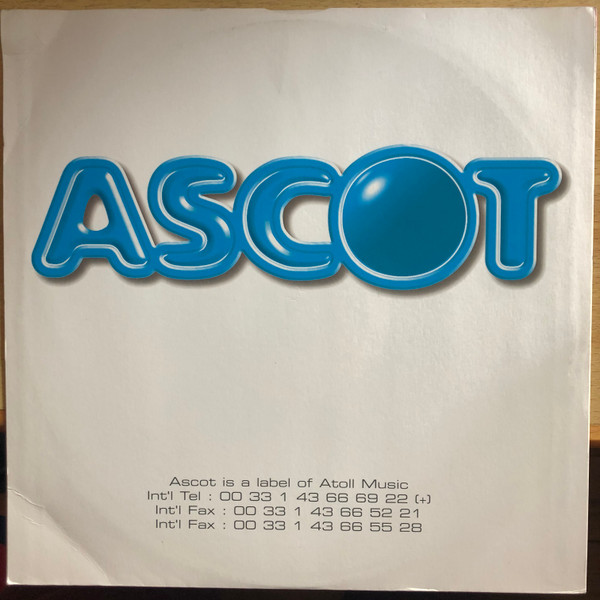 ASCOT
Ascot is a label of Atoll Music
Int'l Tel : 00 33 1 43 66 69 22 (+)
Int'l Fax : 00 33 1 43 66 52 21
Int'l Fax : 00 33 1 43 66 55 28